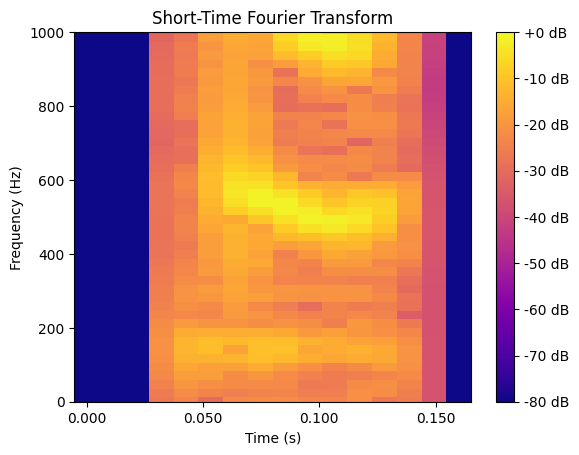 Short-Time Fourier Transform
1000
800
600
400
200
0
Frequency (Hz)
0.000
0.050
0.100
0.150
Time (s)
+0 dB
-10 dB
-20 dB
-30 dB
-40 dB
-50 dB
-60 dB
-70 dB
-80 dB